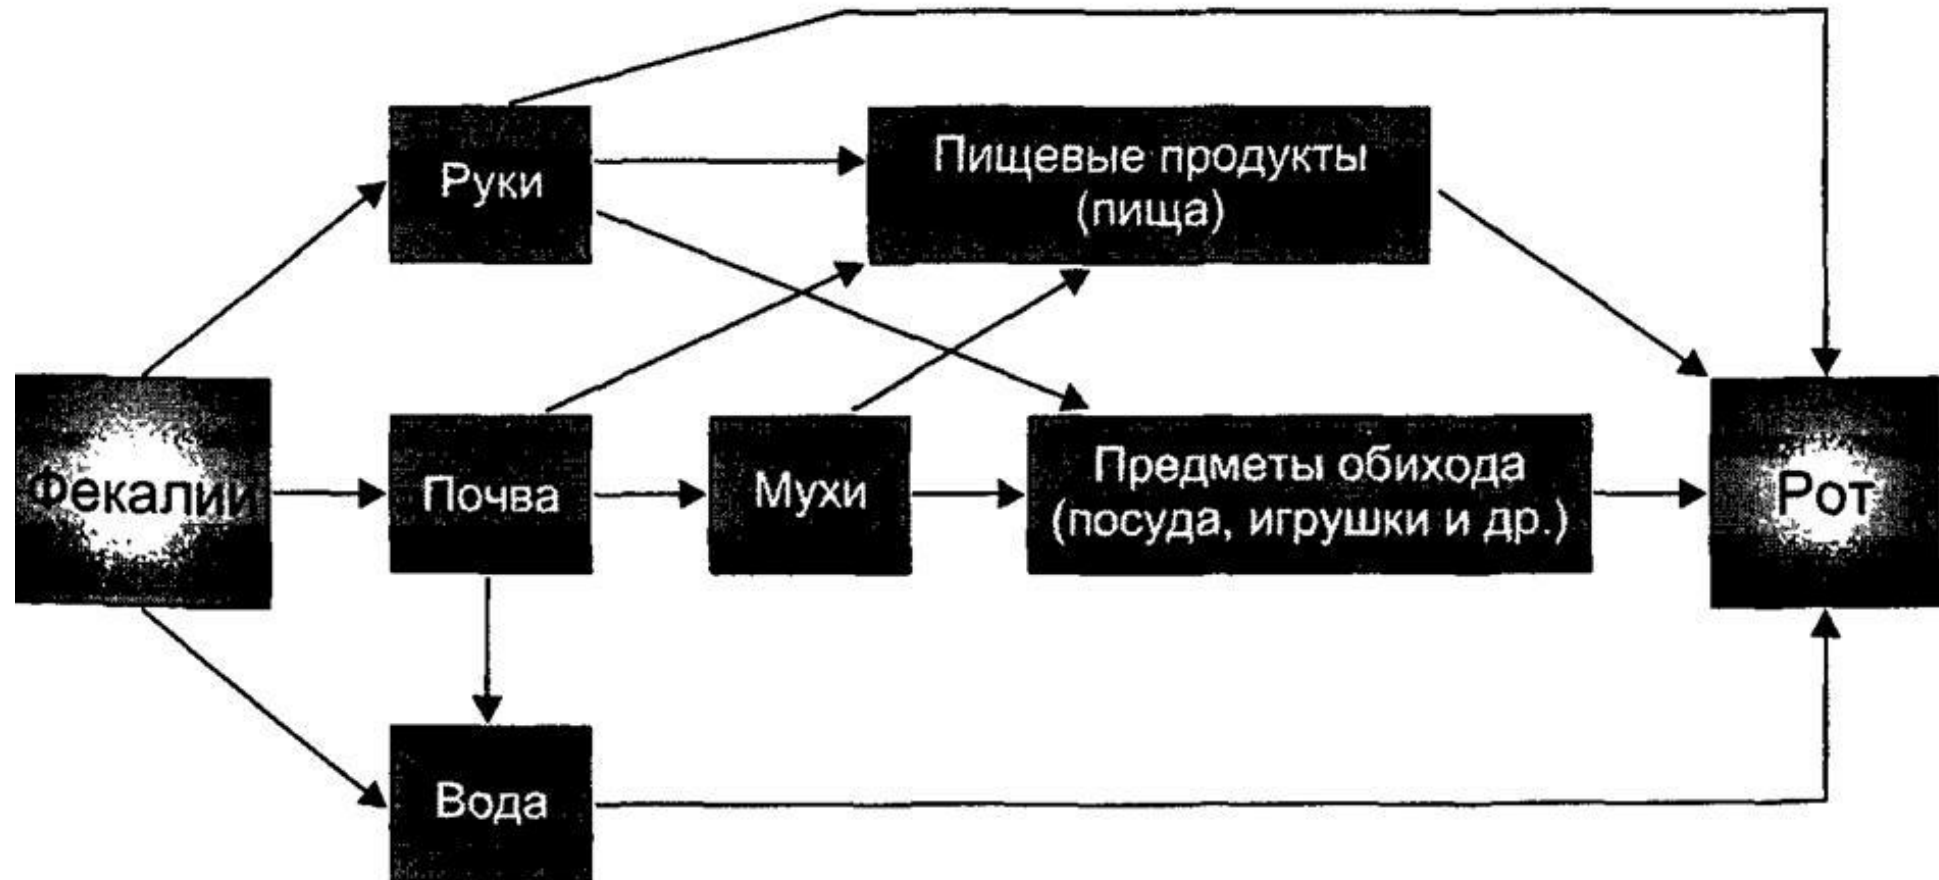 Руки
Пищевые продукты
(пища)
Фекалии
Почва
Мухи
Предметы обихода
(посуда, игрушки и др.)
Рот
Вода